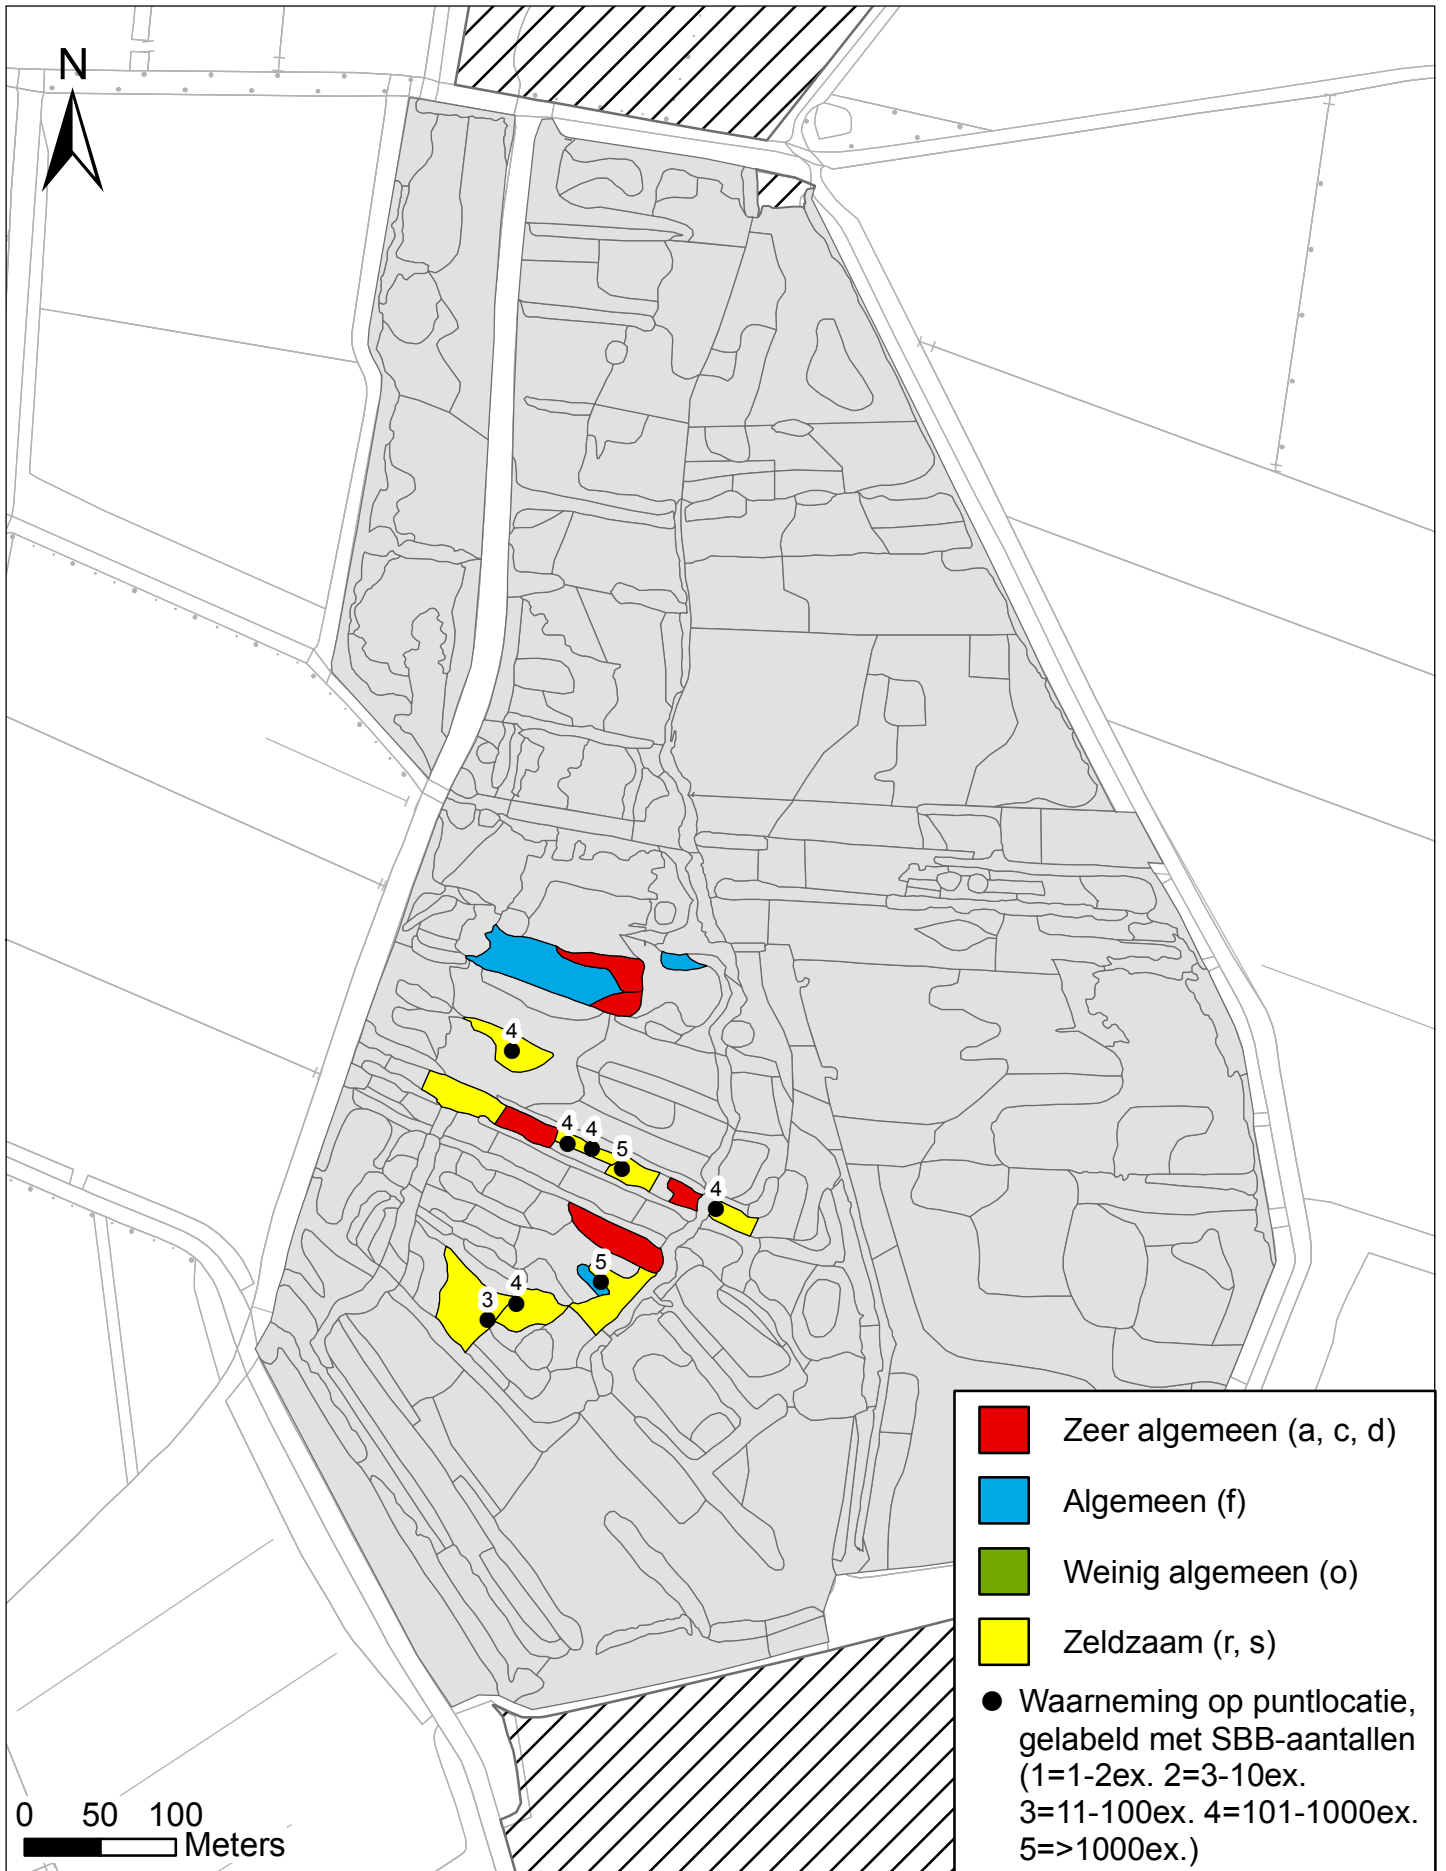 N
4
4
4
5
4
5
4
3
Zeer algemeen (a, c, d)
Algemeen (f)
Weinig algemeen (o)
Zeldzaam (r, s)
Waarneming op puntlocatie,
gelabeld met SBB-aantallen
(1=1-2ex. 2=3-10ex.
3=11-100ex. 4=101-1000ex.
5=>1000ex.)
0 50 100
Meters